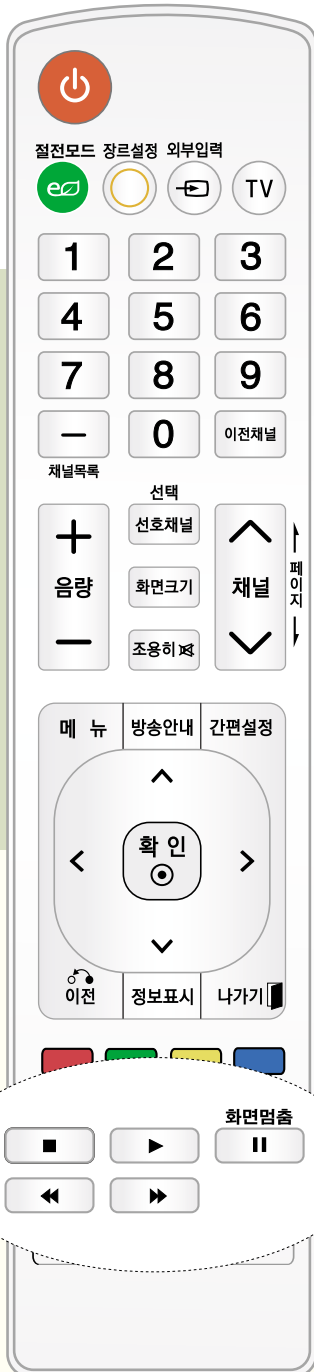 절전모드 장르설정 외부입력
e TV
1 2 3
4 5 6
7 8 9
- 0 이전채널
채널목록
선택
+ 선호채널
음량 화면크기 채널 페이지
- 조용히
메 뉴 방송안내 간편설정
확 인
이전 정보표시 나가기
화면멈춤